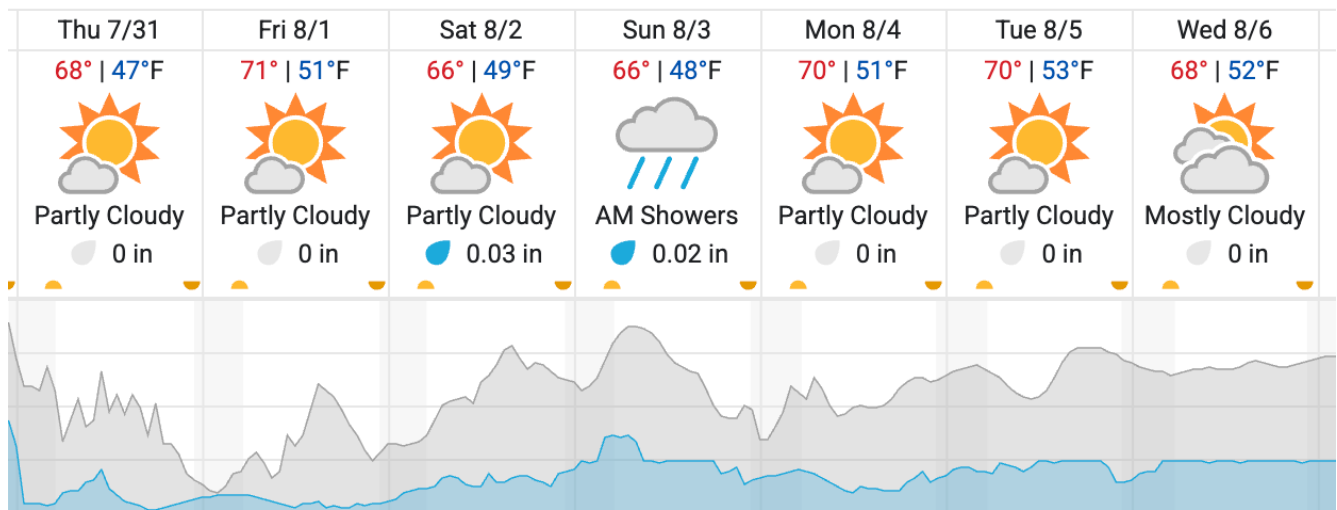 Thu 7/31 Fri 8/1 Sat 8/2 Sun 8/3 Mon 8/4 Tue 8/5 Wed 8/6
68° | 47°F 71° | 51°F 66° | 49°F 66° | 48°F 70° | 51°F 70° | 53°F 68° | 52°F
Partly Cloudy Partly Cloudy Partly Cloudy AM Showers Partly Cloudy Partly Cloudy Mostly Cloudy
0 in 0 in 0.03 in 0.02 in 0 in 0 in 0 in